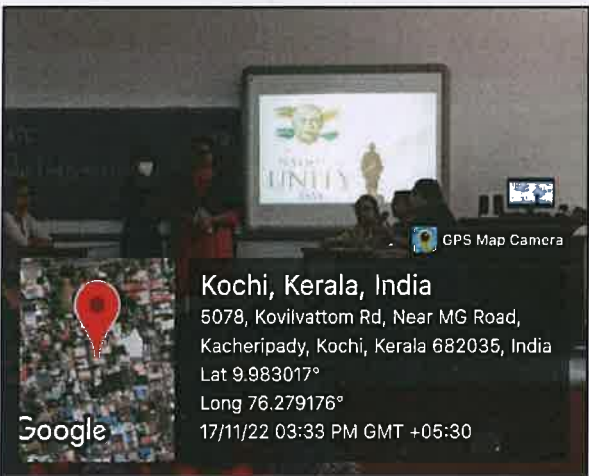 UNITY
GPS Map Camera
Kochi, Kerala, India
5078, Kovilvattom Rd, Near MG Road,
Kacheripady, Kochi, Kerala 682035, India
Lat 9.983017°
Long 76.279176°
17/11/22 03:33 PM GMT +05:30
Google